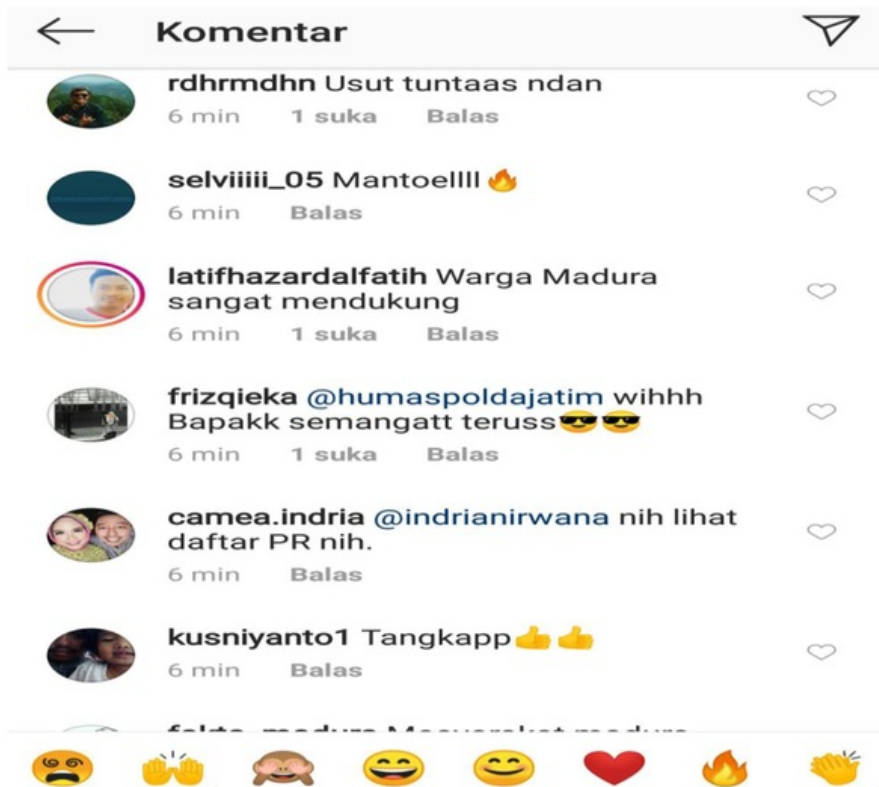 Komentar
rdhrmdhn Usut tuntaas ndan
6 min 1 suka Balas
selviiiii_05 Mantoellll🔥
6 min Balas
latifhazardalfatih Warga Madura
sangat mendukung
6 min 1 suka Balas
frizqieka @humaspoldajatim wihhh
Bapakk semangatt teruss😎😎
6 min 1 suka Balas
camea.indria @indrianirwana nih lihat
daftar PR nih.
6 min Balas
kusniyanto1 Tangkapp👍👍
6 min Balas